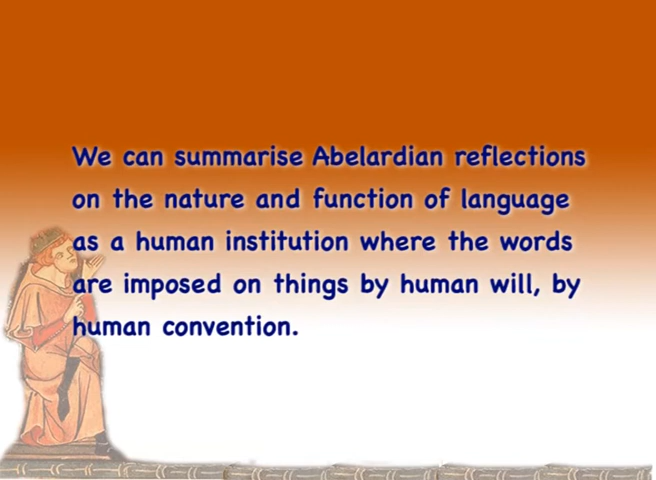 We can summarise Abelardian reflections
on the nature and function of language
as a human institution where the words
are imposed on things by human will, by
human convention.